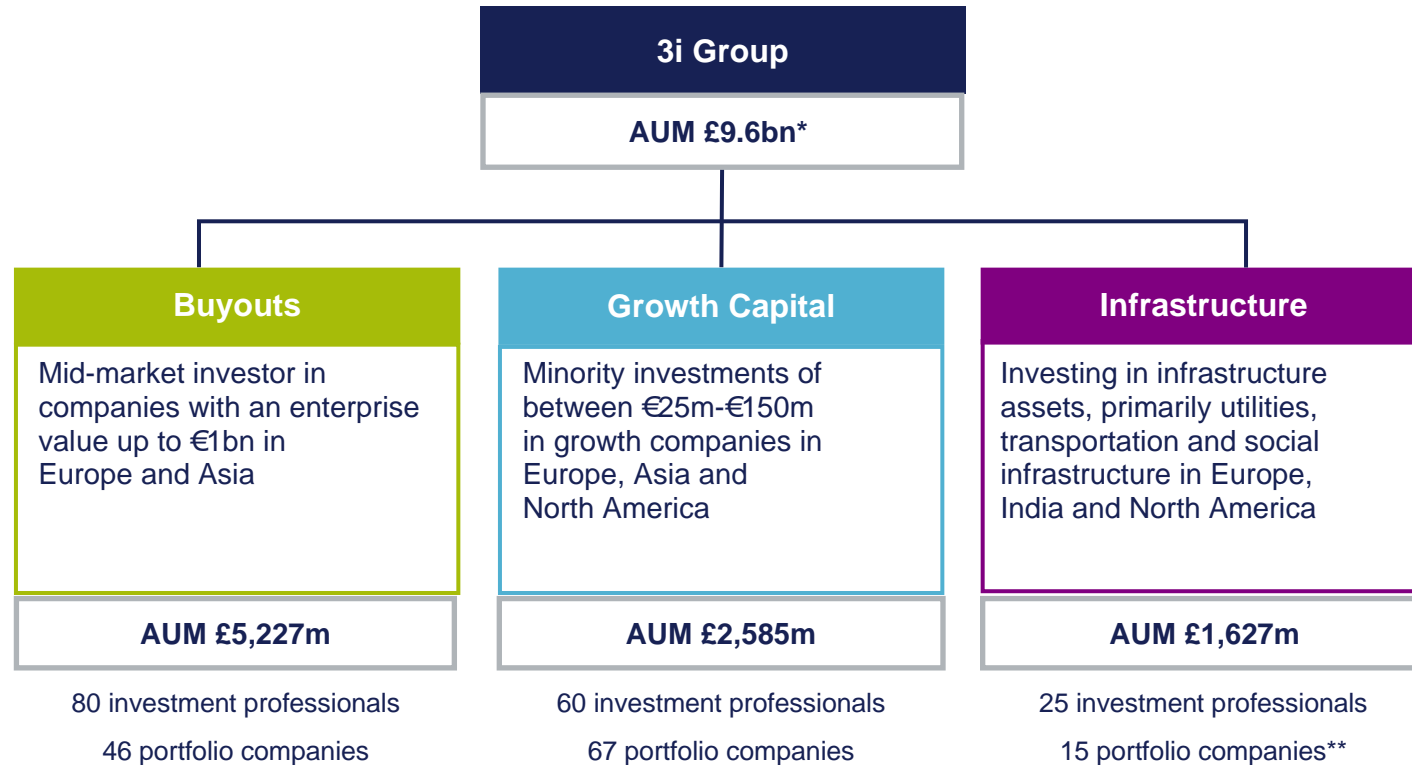 3i Group
AUM £9.6bn*
Buyouts
Mid-market investor in
companies with an enterprise
value up to €1bn in
Europe and Asia
AUM £5,227m
80 investment professionals
46 portfolio companies
Growth Capital
Minority investments of
between €25m-€150m
in growth companies in
Europe, Asia and
North America
AUM £2,585m
60 investment professionals
67 portfolio companies
Infrastructure
Investing in infrastructure
assets, primarily utilities,
transportation and social
infrastructure in Europe,
India and North America
AUM £1,627m
25 investment professionals
15 portfolio companies**